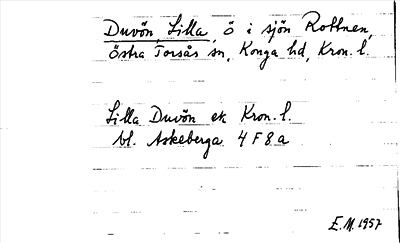 Duvön, Lilla, ö i sjön Rottnen,
Östra Torsås sn, Konga hd, Kron. l.
Lilla Duvön ek Kron. l.
bl. Askeberga 4 F 8 a
E.M. 1957